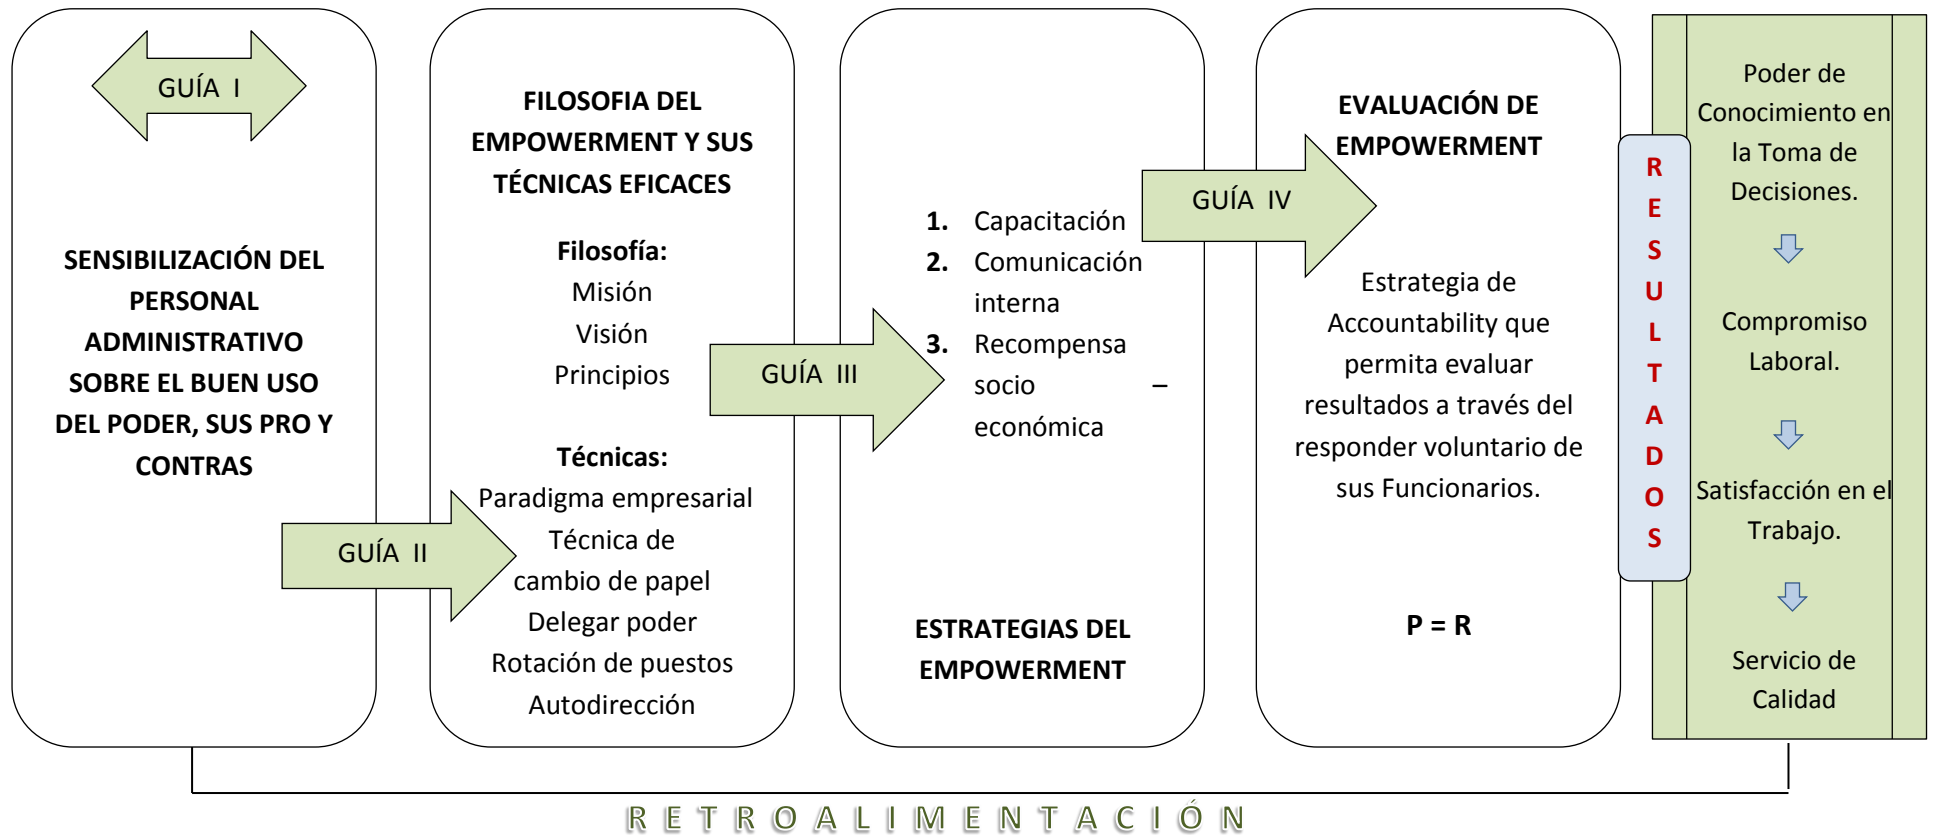 GUÍA I
SENSIBILIZACIÓN DEL
PERSONAL
ADMINISTRATIVO
SOBRE EL BUEN USO
DEL PODER, SUS PRO Y
CONTRAS
GUÍA II
FILOSOFIA DEL
EMPOWERMENT Y SUS
TÉCNICAS EFICACES
Filosofía:
Misión
Visión
Principios
Técnicas:
Paradigma empresarial
Técnica de
cambio de papel
Delegar poder
Rotación de puestos
Autodirección
GUÍA III
1. Capacitación
2. Comunicación
interna
3. Recompensa
socio –
económica
ESTRATEGIAS DEL
EMPOWERMENT
GUÍA IV
EVALUACIÓN DE
EMPOWERMENT
Estrategia de
Accountability que
permita evaluar
resultados a través del
responder voluntario de
sus Funcionarios.
P = R
R
E
S
U
L
T
A
D
O
S
Poder de
Conocimiento en
la Toma de
Decisiones.
Compromiso
Laboral.
Satisfacción en el
Trabajo.
Servicio de
Calidad
RETROALIMENTACIÓN